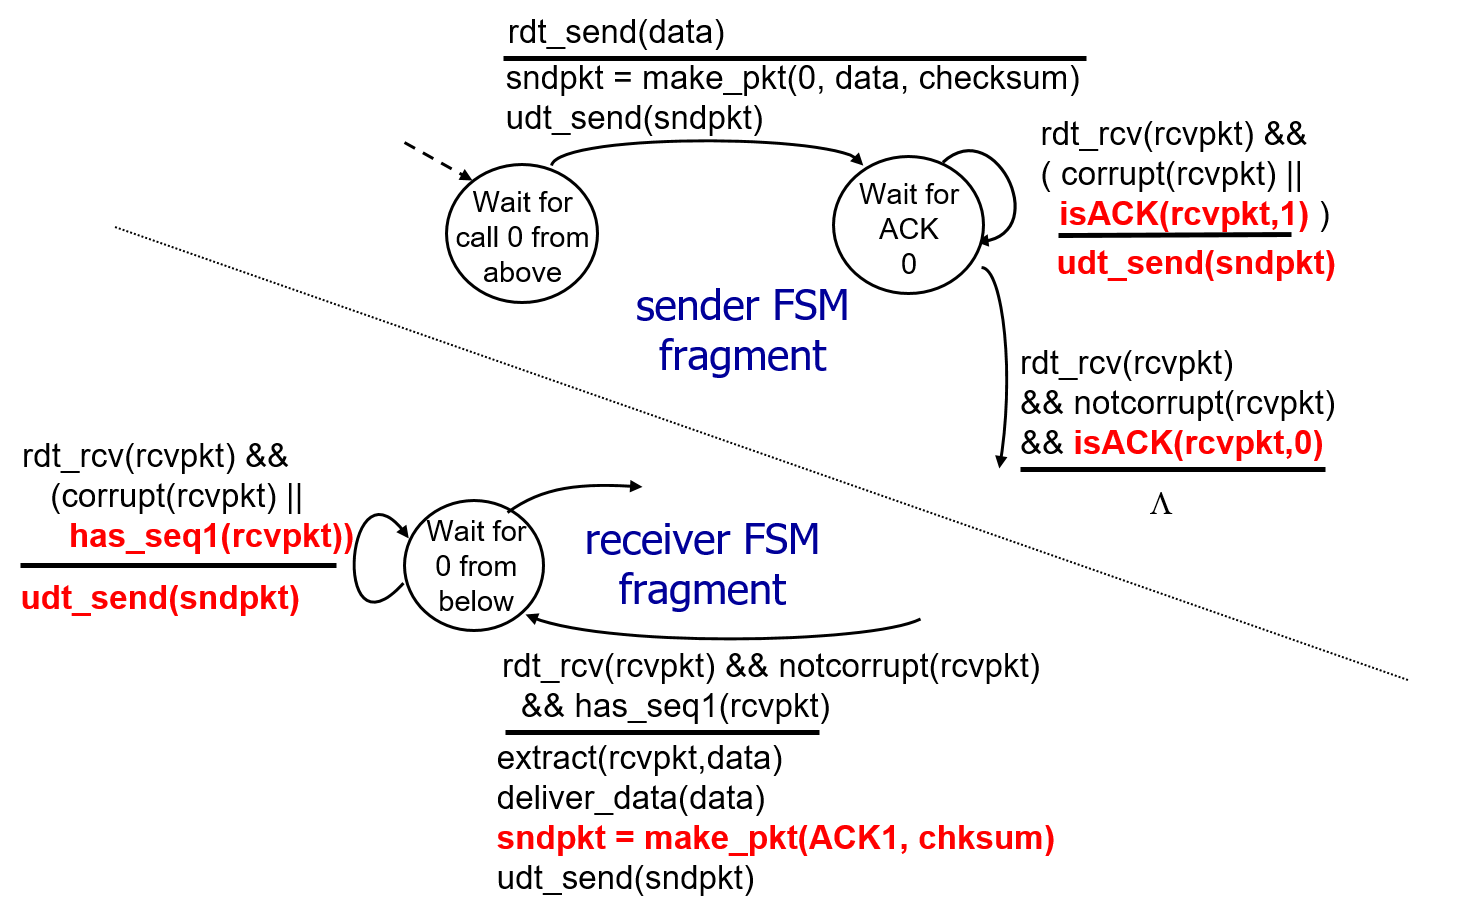 rdt_send(data)
sndpkt = make_pkt(0, data, checksum)
udt_send(sndpkt)
Wait for
call 0 from
above
Wait for
ACK
0
rdt_rcv(rcvpkt) &&
( corrupt(rcvpkt) ||
isACK(rcvpkt,1) )
udt_send(sndpkt)
sender FSM
fragment
rdt_rcv(rcvpkt)
&& notcorrupt(rcvpkt)
&& isACK(rcvpkt,0)
Λ
rdt_rcv(rcvpkt) &&
(corrupt(rcvpkt) ||
has_seq1(rcvpkt))
udt_send(sndpkt)
Wait for
0 from
below
receiver FSM
fragment
rdt_rcv(rcvpkt) && notcorrupt(rcvpkt)
&& has_seq1(rcvpkt)
extract(rcvpkt,data)
deliver_data(data)
sndpkt = make_pkt(ACK1, chksum)
udt_send(sndpkt)